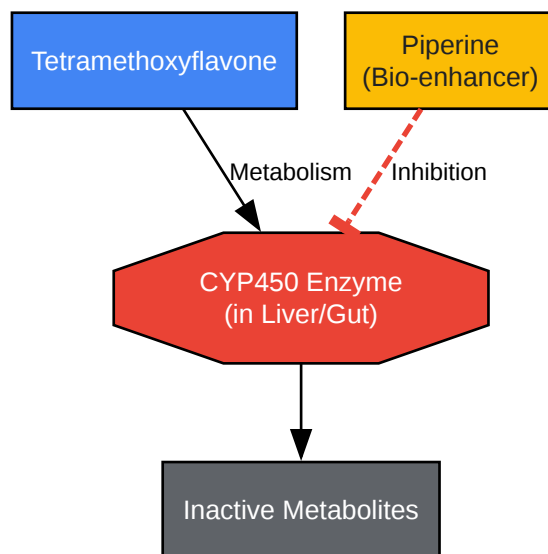 Tetramethoxyflavone
Piperine
(Bio-enhancer)
Metabolism
Inhibition
CYP450 Enzyme
(in Liver/Gut)
Inactive Metabolites